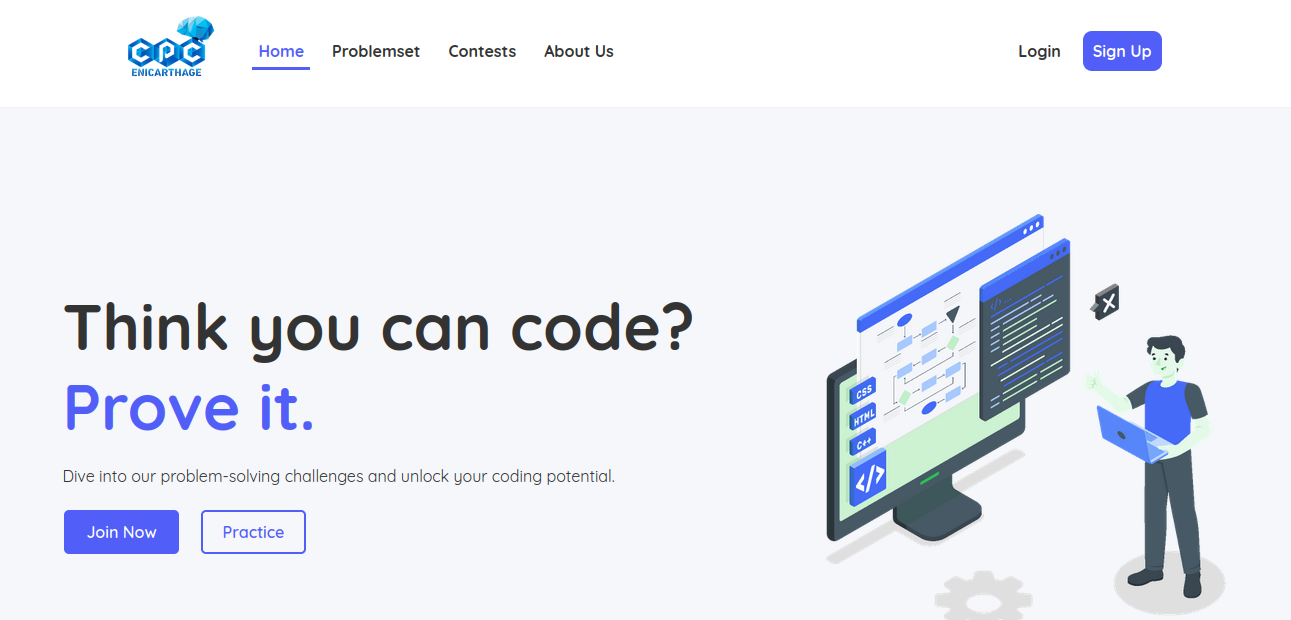 CPC
ENICARTHAGE
Home
Problemset
Contests
About Us
Login
Sign Up
Think you can code?
Prove it.
Dive into our problem-solving challenges and unlock your coding potential.
Join Now
Practice
CSS
HTML
C++
</>